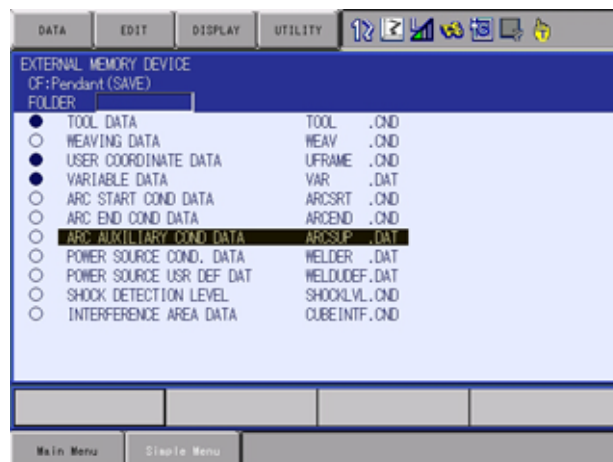 DATA EDIT DISPLAY UTILITY
EXTERNAL MEMORY DEVICE
CF:Pendant(SAVE)
FOLDER
TOOL DATA TOOL .CND
WEAVING DATA WEAV .CND
USER COORDINATE DATA UFRAME .CND
VARIABLE DATA VAR .DAT
ARC START COND DATA ARCSRT .CND
ARC END COND DATA ARCEND .CND
ARC AUXILIARY COND DATA ARCSUP .DAT
POWER SOURCE COND. DATA WELDER .DAT
POWER SOURCE USR DEF DAT WELDUDEF.DAT
SHOCK DETECTION LEVEL SHOCKLVL.CND
INTERFERENCE AREA DATA CUBEINTF.CND
Main Menu Simple Menu